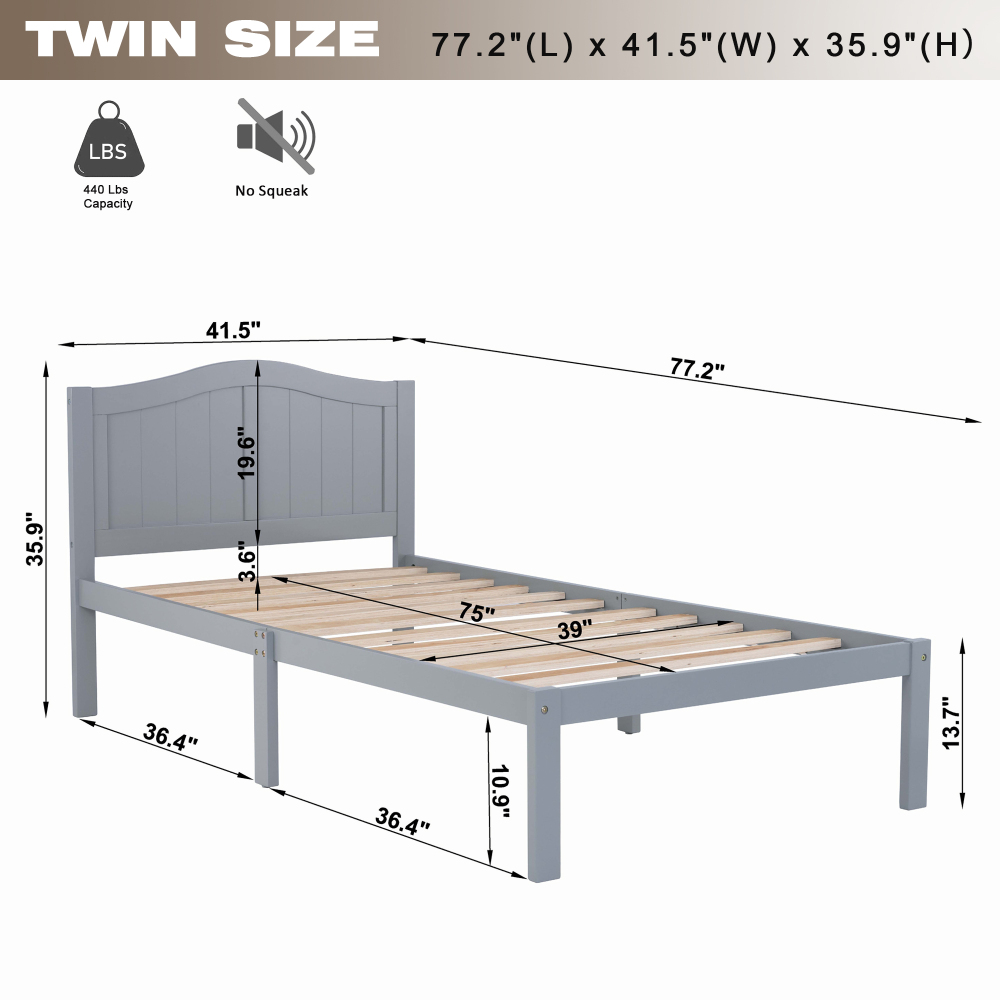 TWIN SIZE 77.2"(L) x 41.5"(W) x 35.9"(H)
LBS
440 Lbs
Capacity
No Squeak
41.5"
77.2"
19.6"
35.9"
3.6"
75"
39"
13.7"
36.4"
10.9"
36.4"